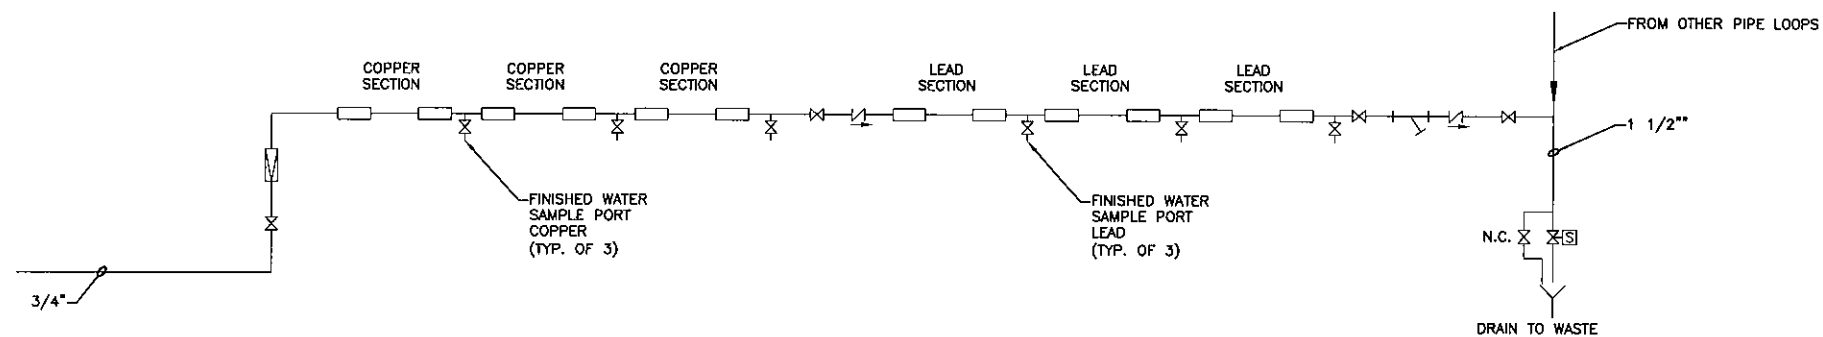 FROM OTHER PIPE LOOPS
COPPER
SECTION
COPPER
SECTION
COPPER
SECTION
LEAD
SECTION
LEAD
SECTION
LEAD
SECTION
1 1/2""
FINISHED WATER
SAMPLE PORT
COPPER
(TYP. OF 3)
FINISHED WATER
SAMPLE PORT
LEAD
(TYP. OF 3)
N.C.
S
3/4"
DRAIN TO WASTE